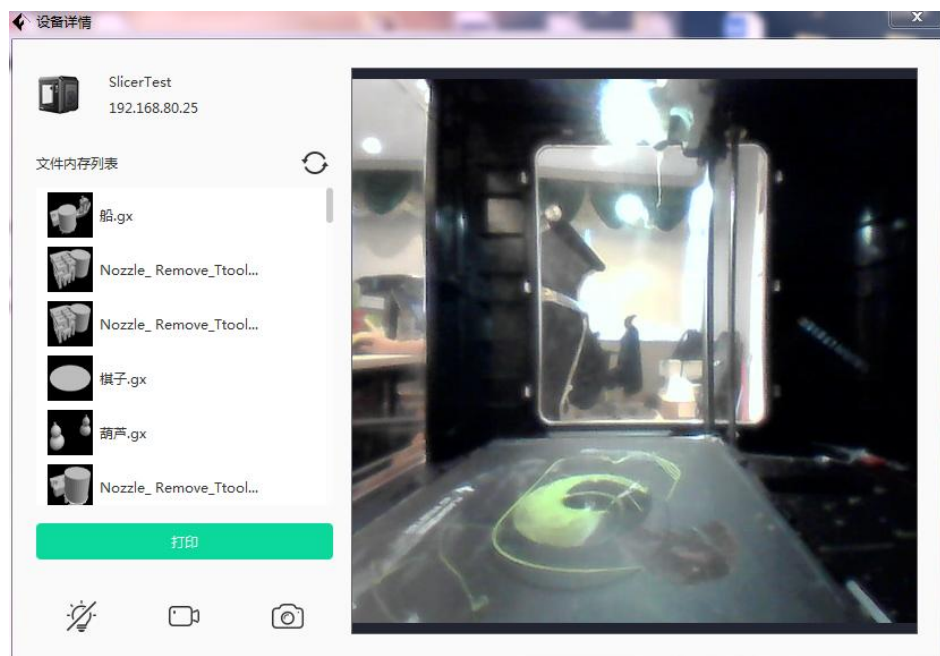 设备详情
SlicerTest
192.168.80.25
文件内存列表
船.gx
Nozzle_ Remove_Ttool...
Nozzle_ Remove_Ttool...
棋子.gx
葫芦.gx
Nozzle_ Remove_Ttool...
打印